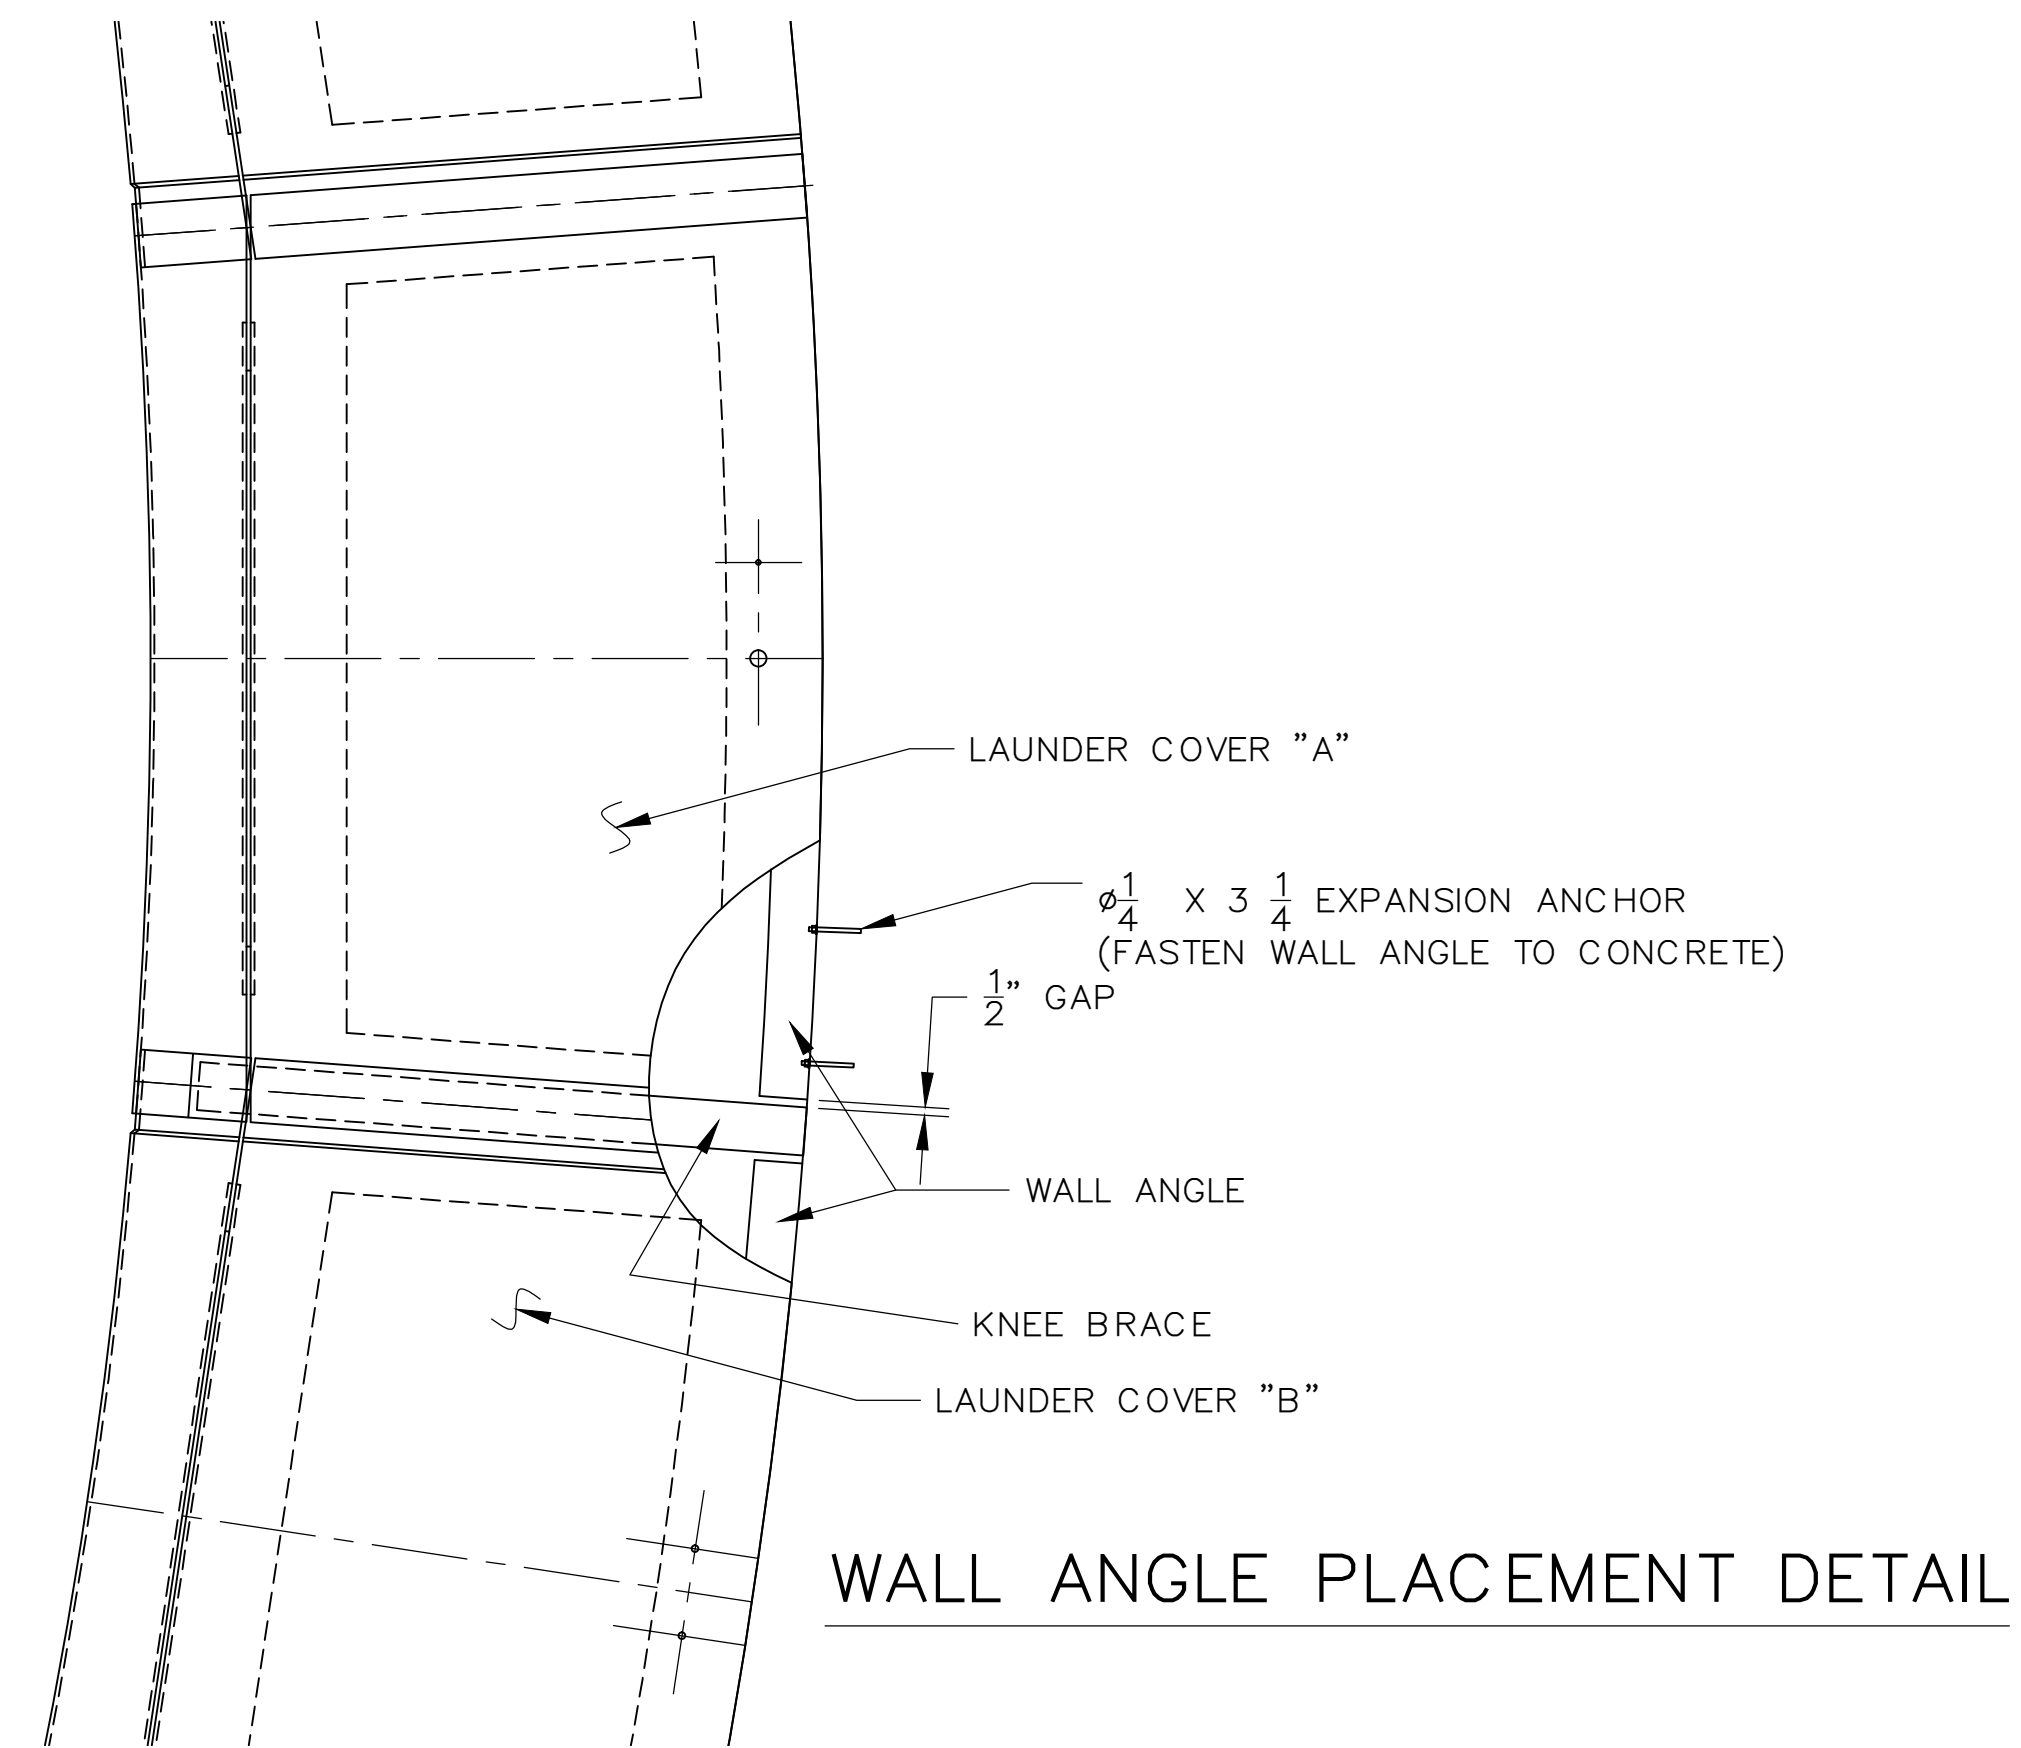 LAUNDER COVER "A"
ø1/4 X 3 1/4 EXPANSION ANCHOR
(FASTEN WALL ANGLE TO CONCRETE)
1/2" GAP
WALL ANGLE
KNEE BRACE
LAUNDER COVER "B"
WALL ANGLE PLACEMENT DETAIL